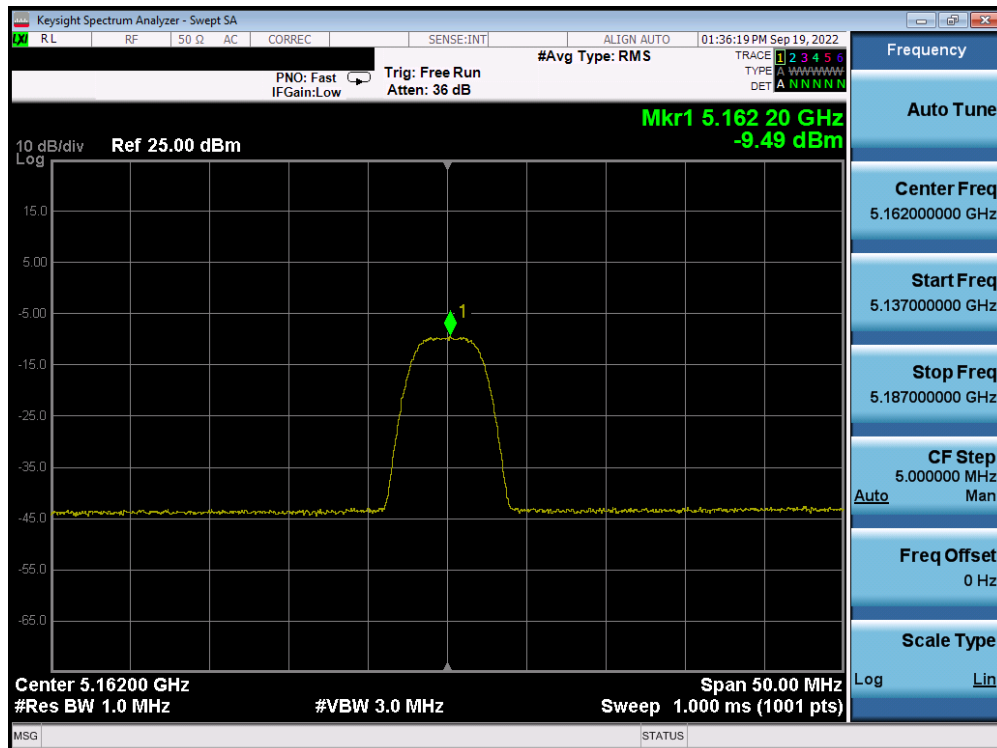 Keysight Spectrum Analyzer - Swept SA
LXI RL RF 50 Ω AC CORREC SENSE:INT ALIGN AUTO 01:36:19 PM Sep 19, 2022
#Avg Type: RMS
TRACE 1 2 3 4 5 6
PNO: Fast Trig: Free Run
TYPE A WWWWW
IFGain:Low Atten: 36 dB
DET A N N N N N
Mkr1 5.162 20 GHz
-9.49 dBm
10 dB/div Ref 25.00 dBm
Log
15.0
5.00
-5.00
1
-15.0
-25.0
-35.0
-45.0
-55.0
-65.0
Center 5.16200 GHz Span 50.00 MHz
#Res BW 1.0 MHz #VBW 3.0 MHz Sweep 1.000 ms (1001 pts)
MSG STATUS
Frequency
Auto Tune
Center Freq
5.162000000 GHz
Start Freq
5.137000000 GHz
Stop Freq
5.187000000 GHz
CF Step
5.000000 MHz
Auto Man
Freq Offset
0 Hz
Scale Type
Log Lin